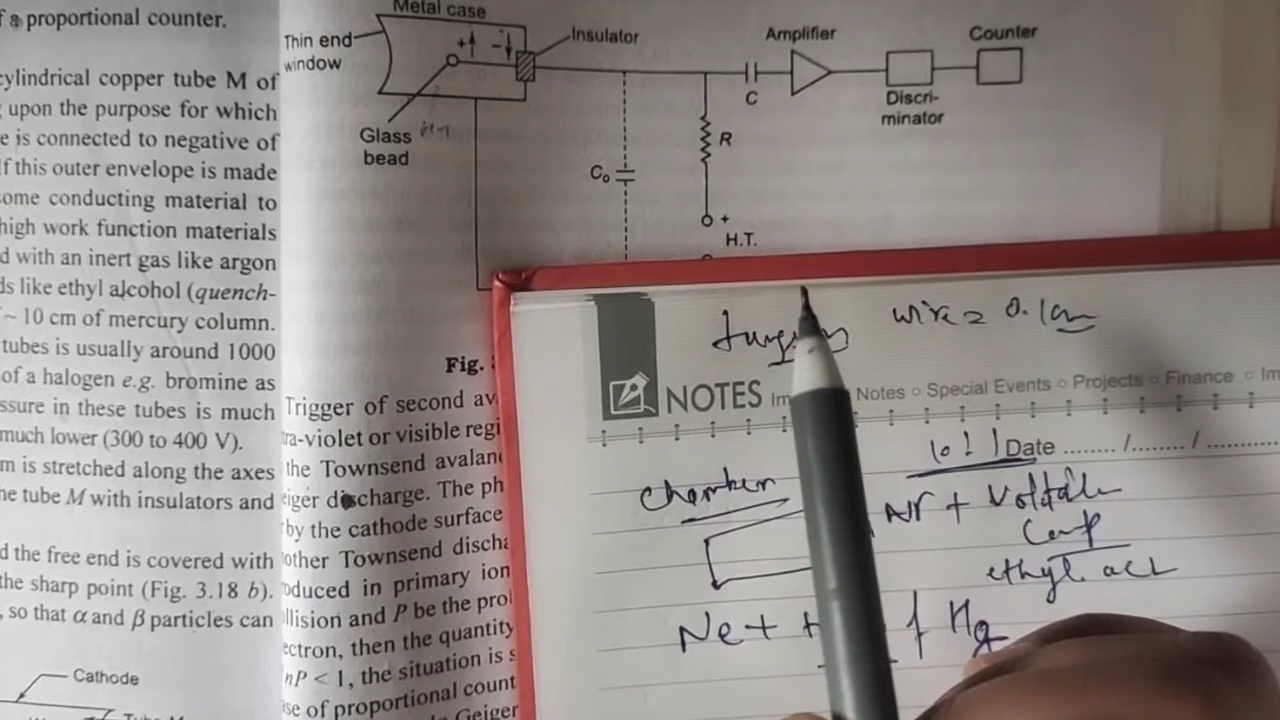 f a proportional counter.
cylindrical copper tube M of
upon the purpose for which
e is connected to negative of
If this outer envelope is made
some conducting material to
high work function materials
d with an inert gas like argon
ds like ethyl alcohol (quench-
~ 10 cm of mercury column.
tubes is usually around 1000
of a halogen e.g. bromine as
ssure in these tubes is much
much lower (300 to 400 V).
m is stretched along the axes
he tube M with insulators and
d the free end is covered with
the sharp point (Fig. 3.18 b).
, so that α and β particles can
Cathode
Metal case
Thin end
window
Insulator
Glass
bead
Amplifier
Counter
C
Discri-
minator
R
C₀
+
H.T.
Fig.
Trigger of second av
ra-violet or visible regi
the Townsend avalan
eiger discharge. The ph
by the cathode surface
other Townsend discha
oduced in primary ion
llision and P be the pro
ectron, then the quantity
nP < 1, the situation is s
se of proportional count
Geiger
wire = 0.1cm
NOTES Im Notes ○ Special Events ○ Projects ○ Finance ○ Im
10:1 Date ......../......../............
Chamber
Ar +
ethyl
Ne + of Hg